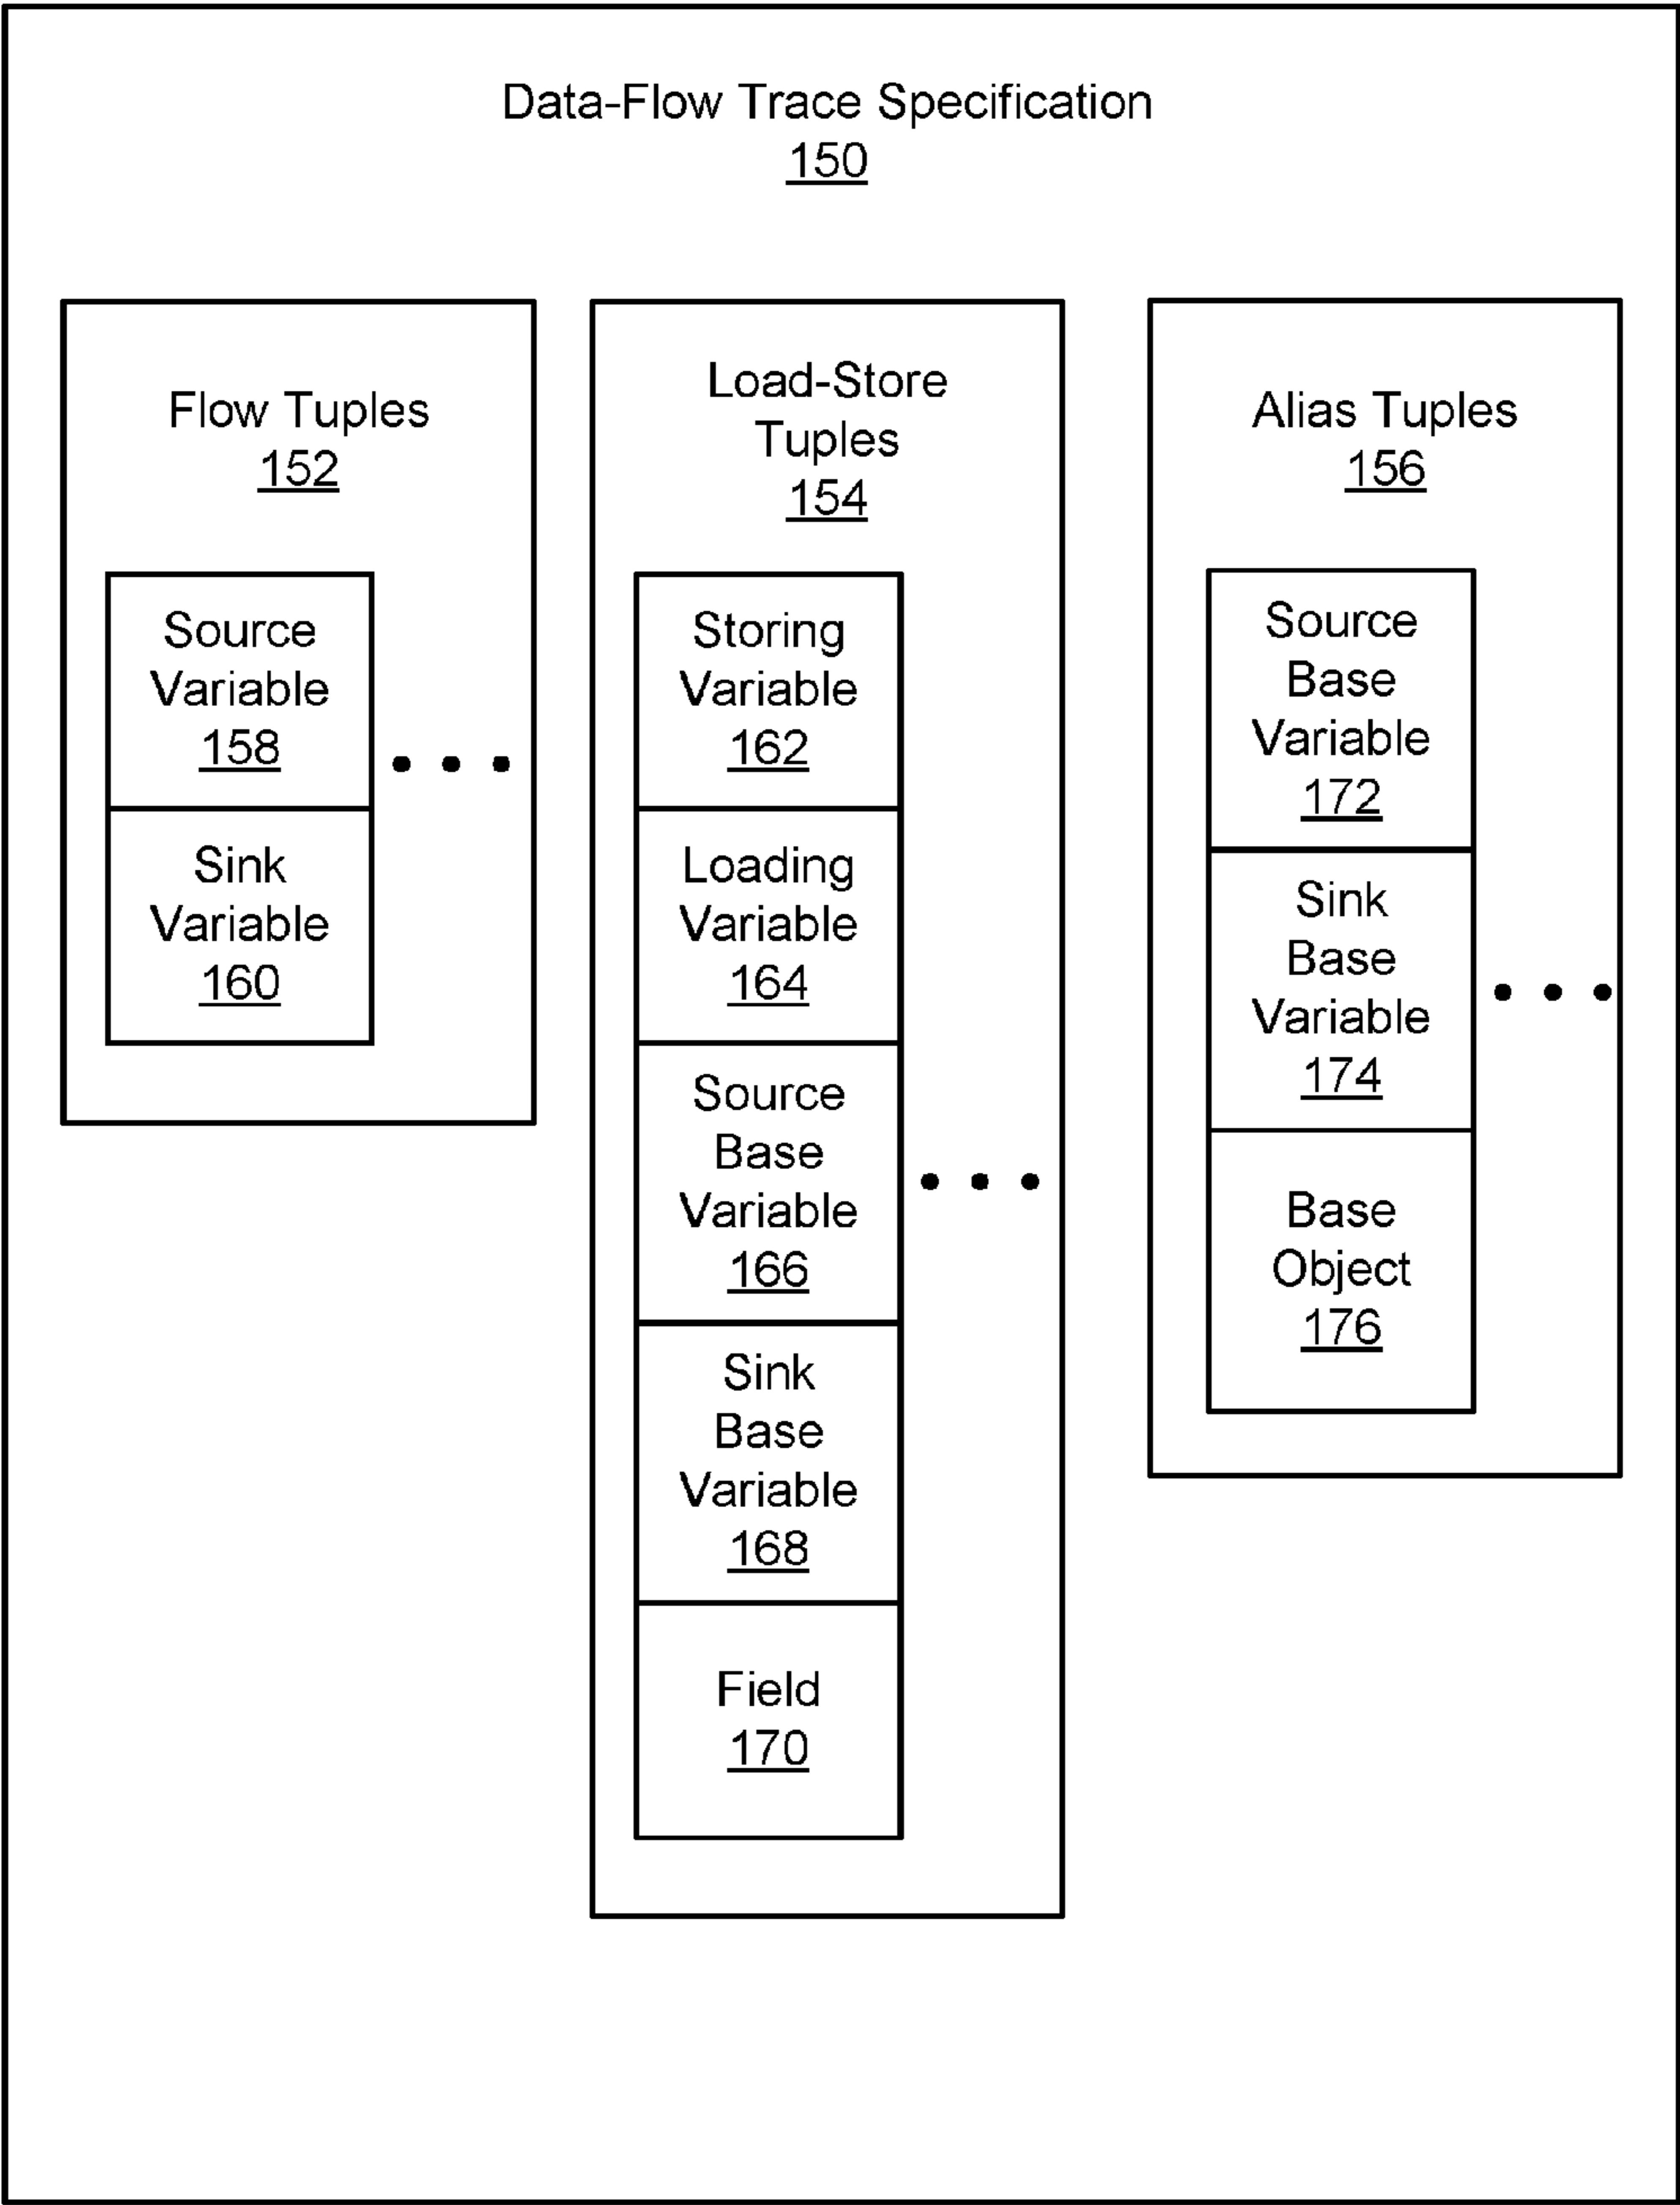 Data-Flow Trace Specification
150
Flow Tuples
152
Source
Variable
158
Sink
Variable
160
Load-Store
Tuples
154
Storing
Variable
162
Loading
Variable
164
Source
Base
Variable
166
Sink
Base
Variable
168
Field
170
Alias Tuples
156
Source
Base
Variable
172
Sink
Base
Variable
174
Base
Object
176